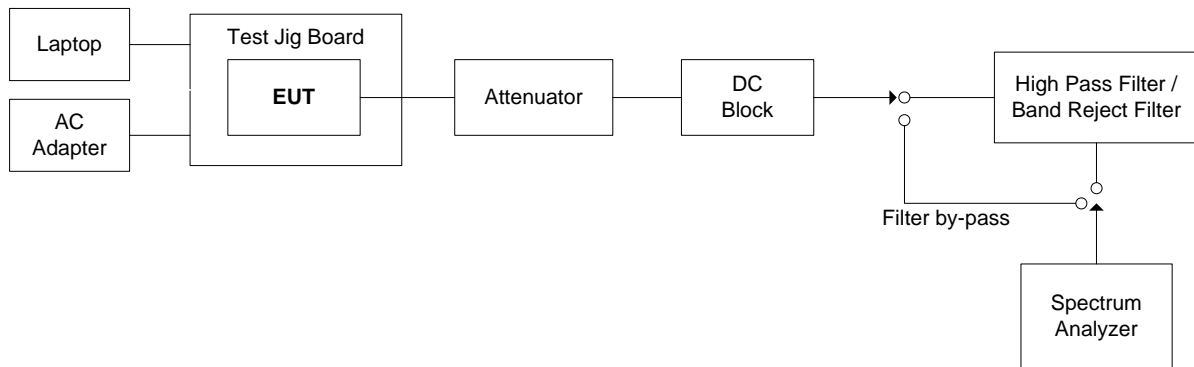 Laptop
AC
Adapter
Test Jig Board
EUT
Attenuator
DC
Block
High Pass Filter /
Band Reject Filter
Filter by-pass
Spectrum
Analyzer